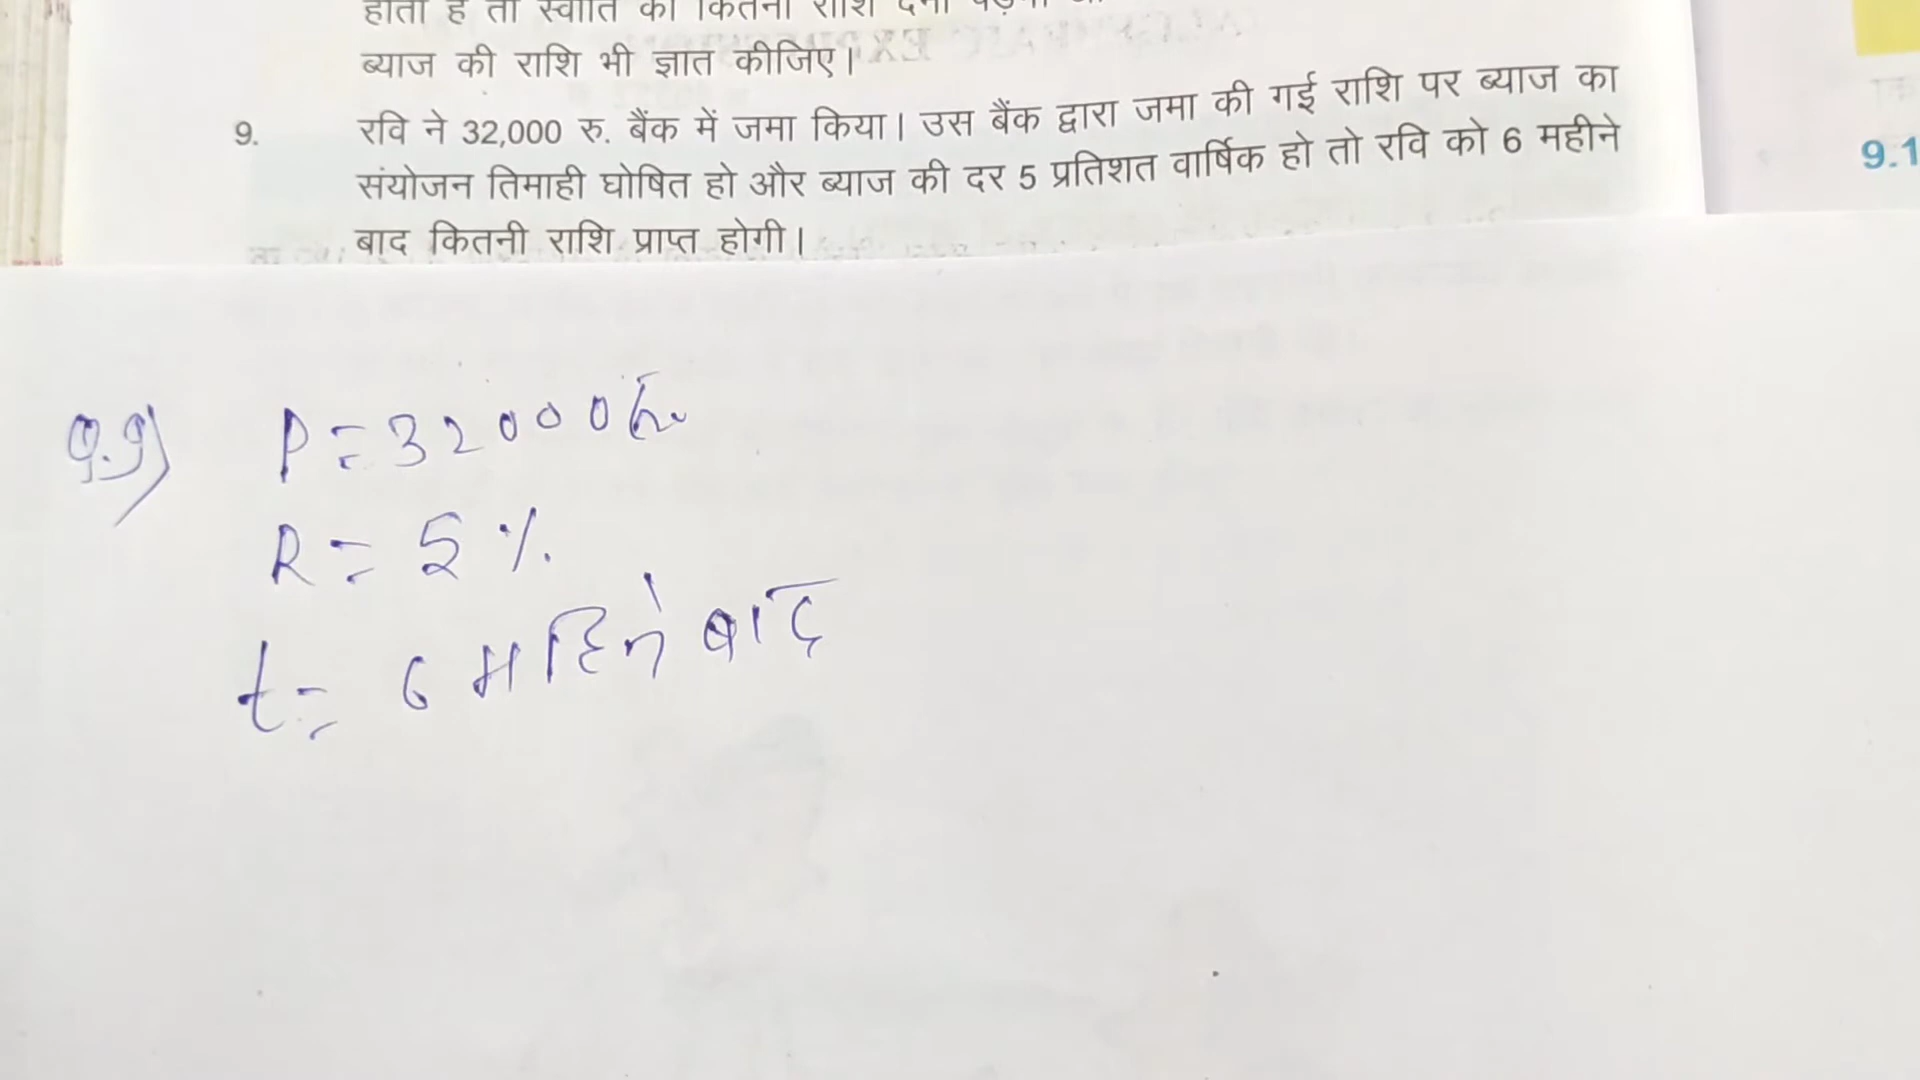 होता है तो स्वाति को कितनी राशि देनी
ब्याज की राशि भी ज्ञात कीजिए।
9. रवि ने 32,000 रु. बैंक में जमा किया। उस बैंक द्वारा जमा की गई राशि पर ब्याज का
संयोजन तिमाही घोषित हो और ब्याज की दर 5 प्रतिशत वार्षिक हो तो रवि को 6 महीने
बाद कितनी राशि प्राप्त होगी।
9.1
Q.9) P = 32000 रु.
R = 5 %.
t = 6 महिने बाद